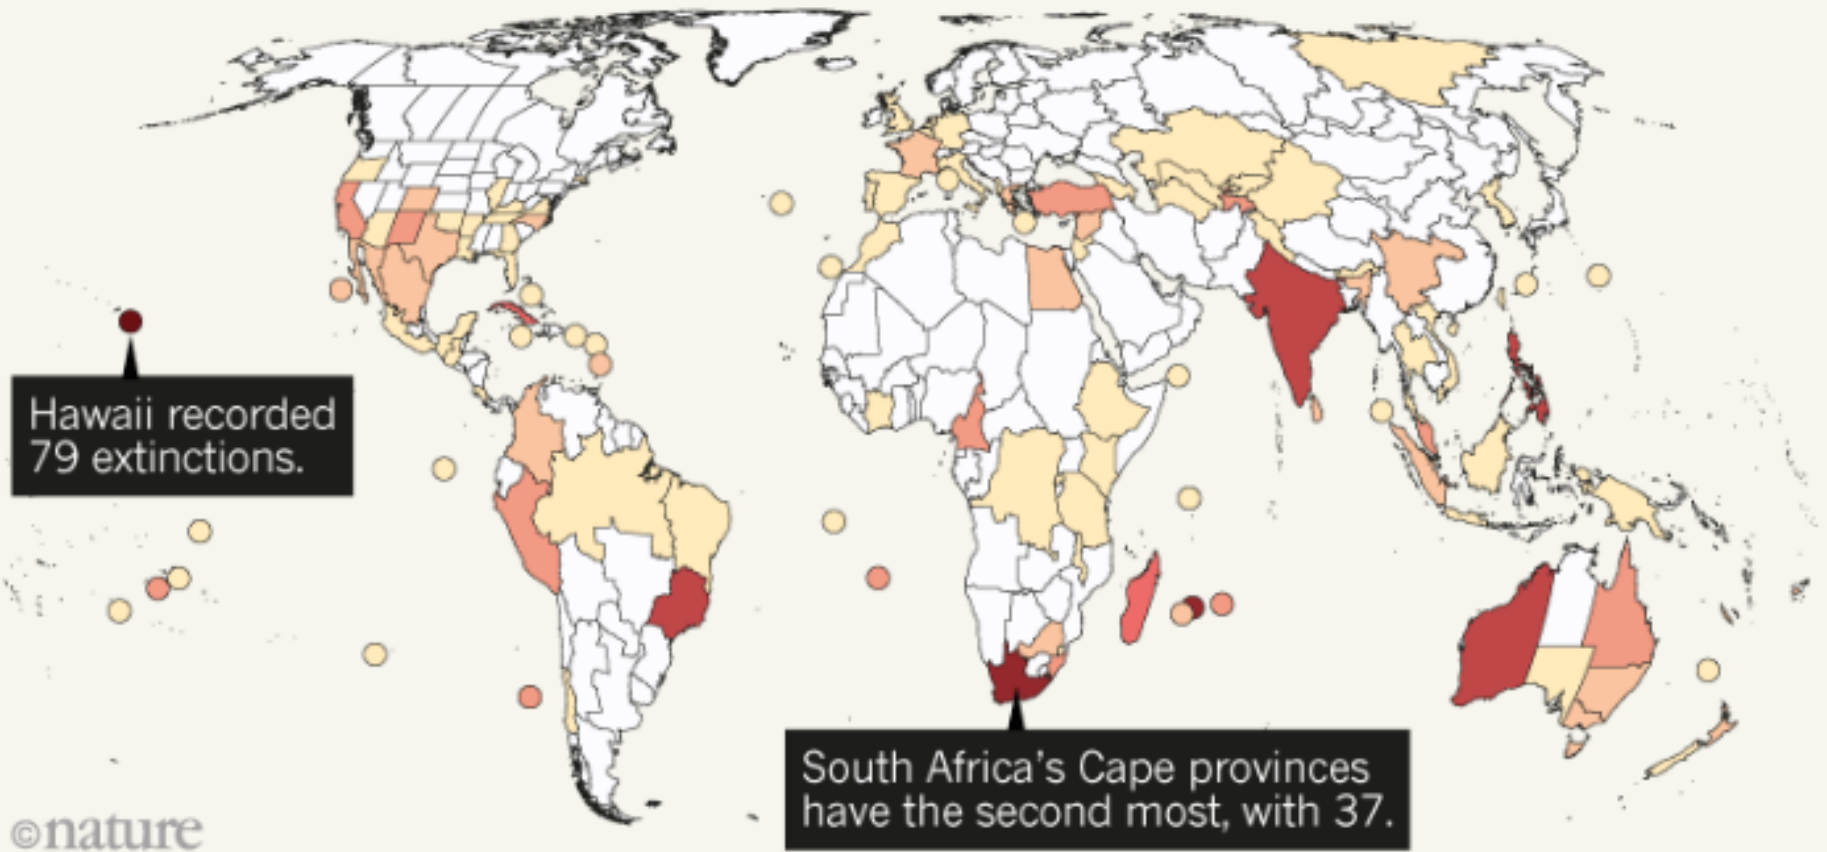 Hawaii recorded
79 extinctions.
South Africa's Cape provinces
have the second most, with 37.
©nature